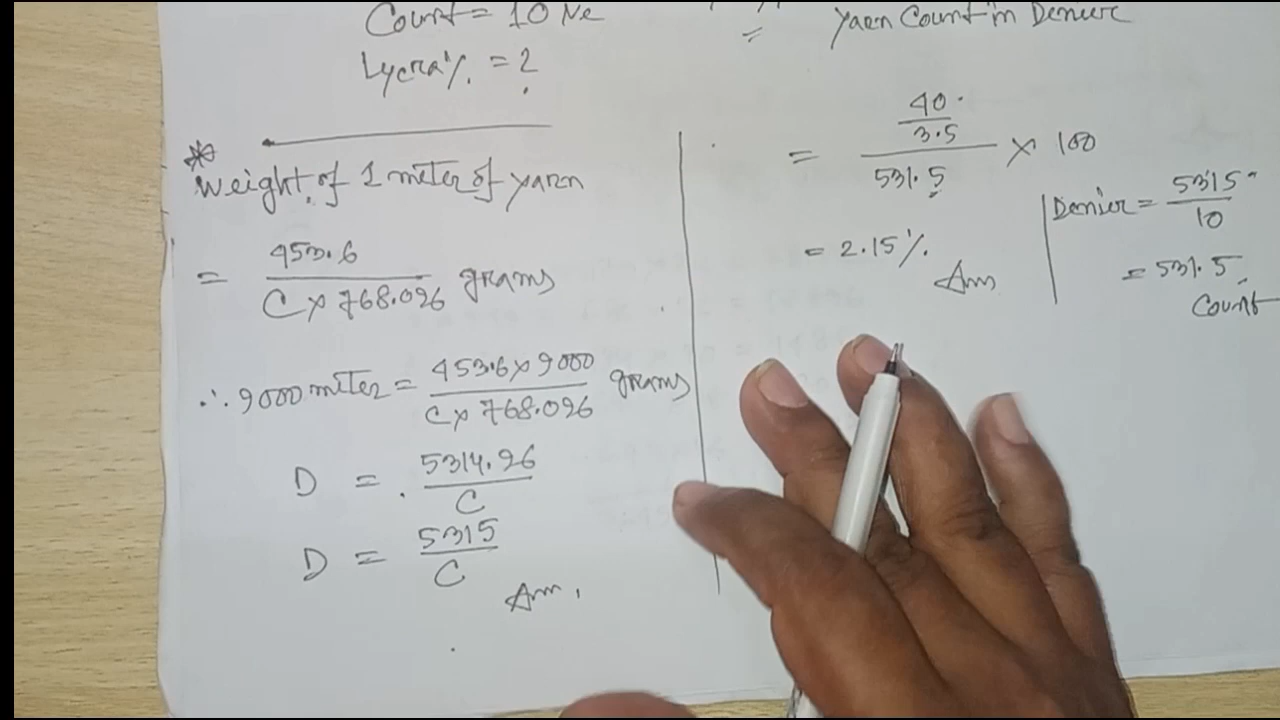 Count = 10 Ne
Lycra% = ?
Weight of 1 meter of yarn
= 453.6 / C × 768.096 grams
∴ 9000 meter = 453.6 × 9000 / C × 768.096 grams
D = 5314.96 / C
D = 5315 / C
Ans.
= Yarn Count in Denier
= 40 / 3.5 / 531.5 × 100
= 2.15%
Ans
Denier = 5315 / 10
= 531.5
Count